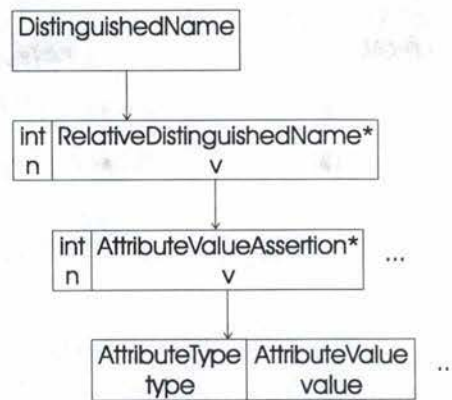 DistinguishedName
int RelativeDistinguishedName*
n v
int AttributeValueAssertion* ...
n v
AttributeType AttributeValue ...
type value